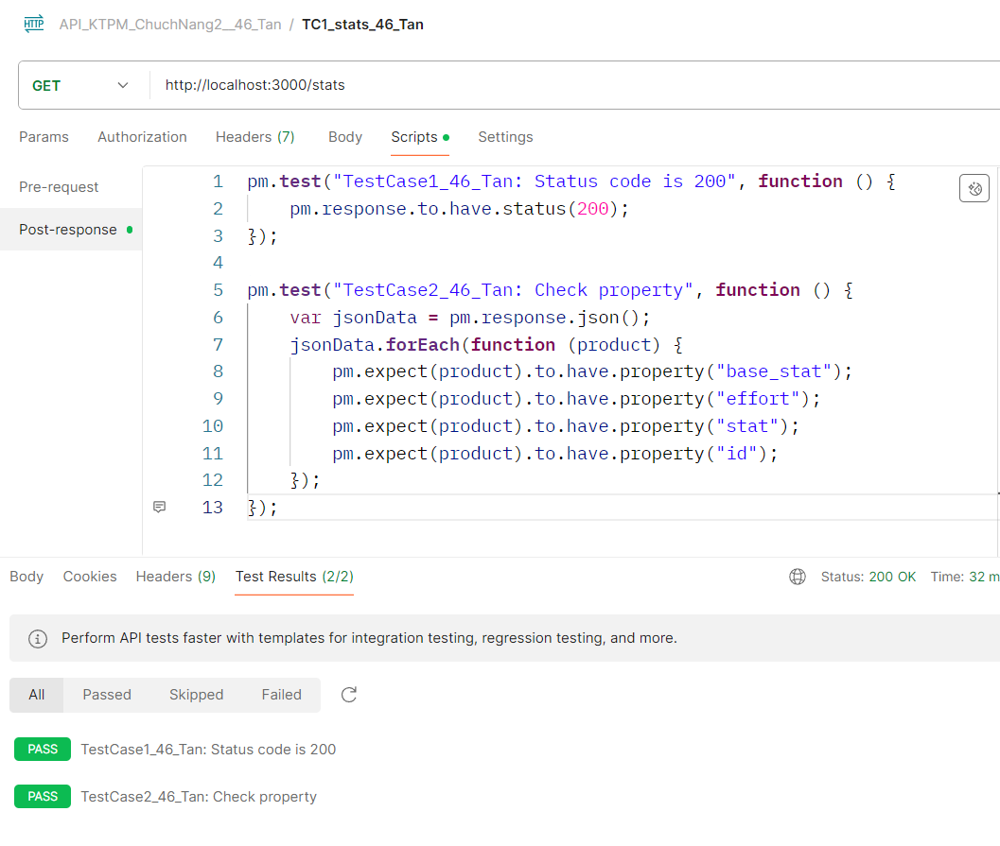 HTTP API_KTPM_ChuchNang2__46_Tan / TC1_stats_46_Tan
GET http://localhost:3000/stats
Params Authorization Headers (7) Body Scripts Settings
Pre-request
Post-response
1 pm.test("TestCase1_46_Tan: Status code is 200", function () {
2 pm.response.to.have.status(200);
3 });
4
5 pm.test("TestCase2_46_Tan: Check property", function () {
6 var jsonData = pm.response.json();
7 jsonData.forEach(function (product) {
8 pm.expect(product).to.have.property("base_stat");
9 pm.expect(product).to.have.property("effort");
10 pm.expect(product).to.have.property("stat");
11 pm.expect(product).to.have.property("id");
12 });
13 });
Body Cookies Headers (9) Test Results (2/2) Status: 200 OK Time: 32 m
Perform API tests faster with templates for integration testing, regression testing, and more.
All Passed Skipped Failed
PASS TestCase1_46_Tan: Status code is 200
PASS TestCase2_46_Tan: Check property